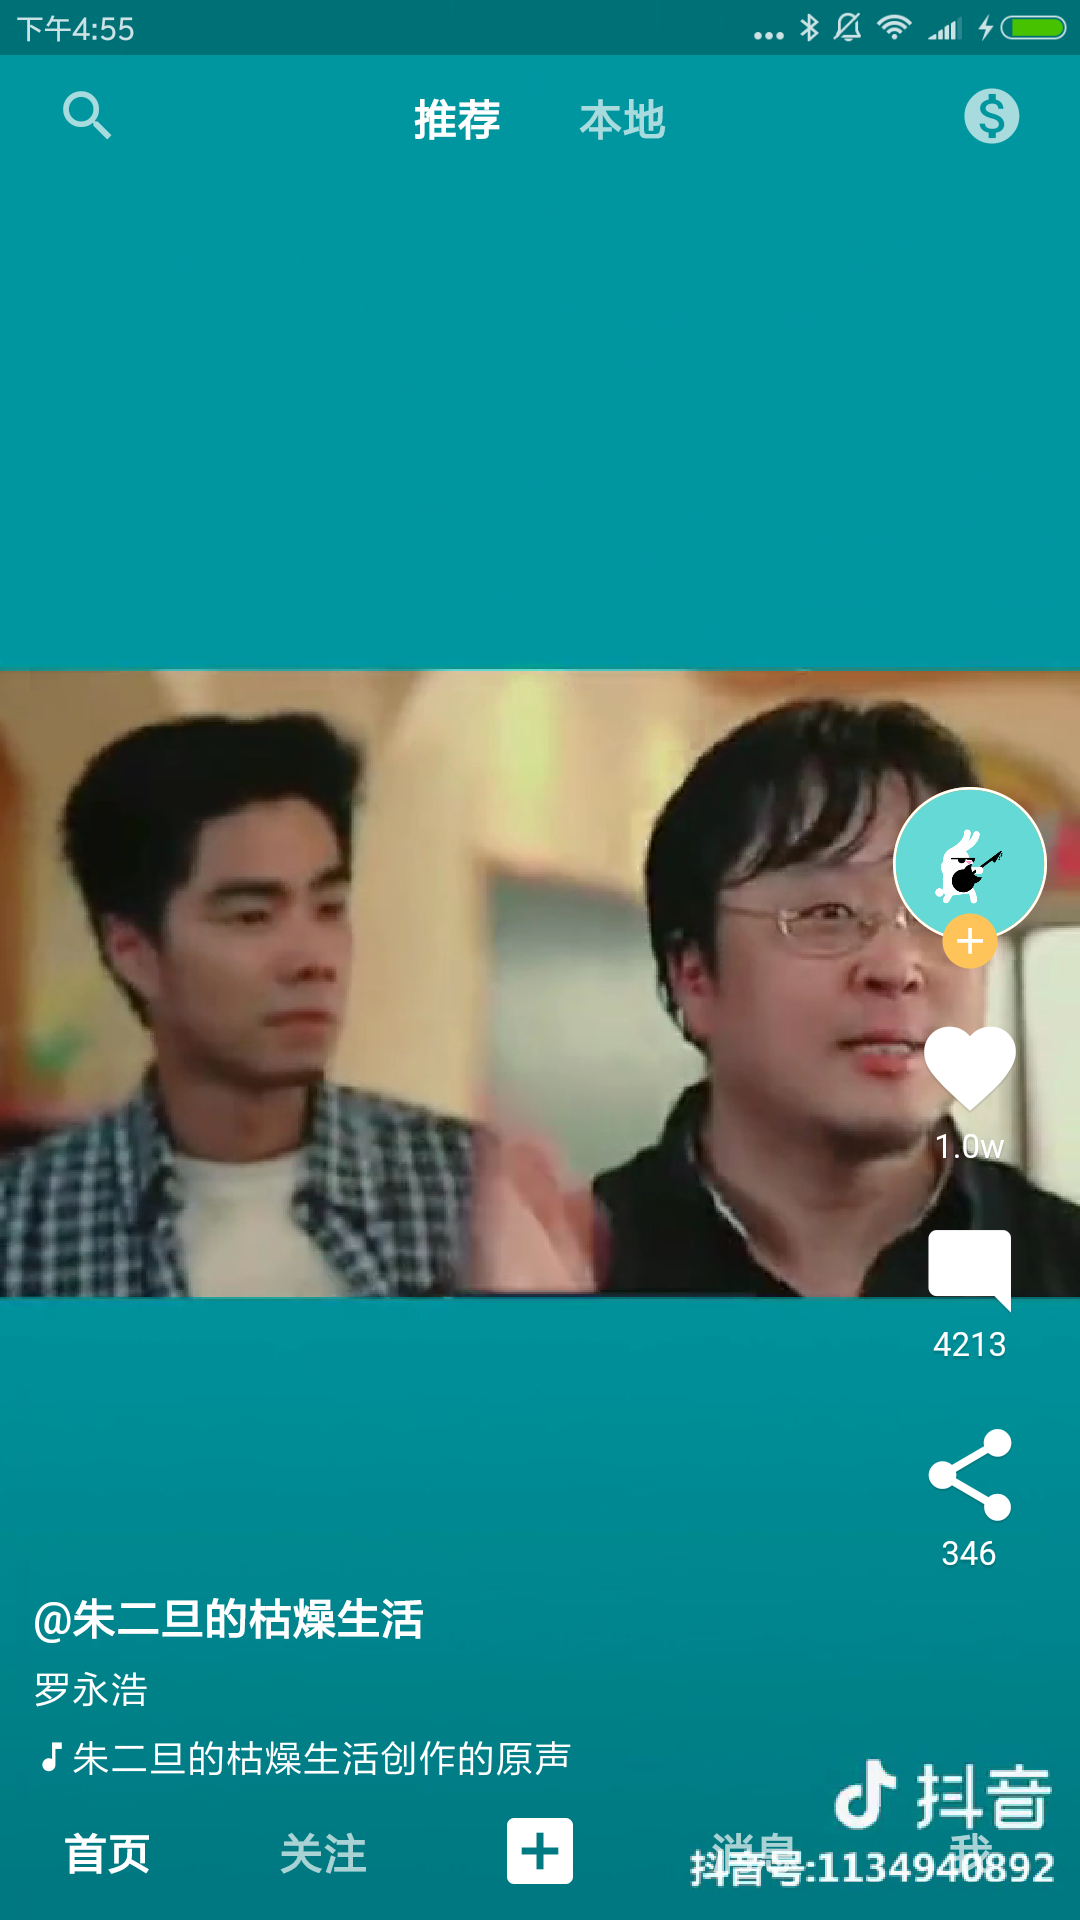 下午4:55
推荐 本地
1.0w
4213
346
@朱二旦的枯燥生活
罗永浩
朱二旦的枯燥生活创作的原声
抖音
首页 关注 消息 我
抖音号:1134940892